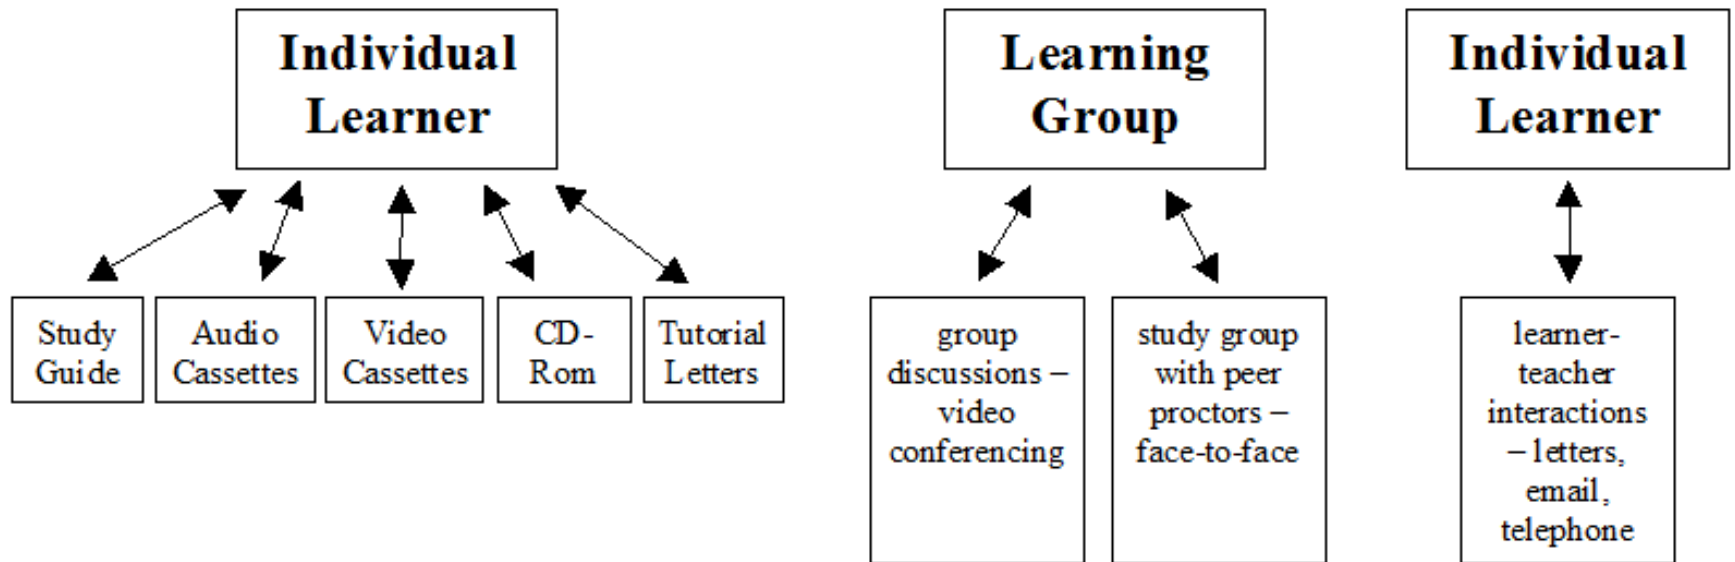 Individual
Learner
Learning
Group
Individual
Learner
Study
Guide
Audio
Cassettes
Video
Cassettes
CD-
Rom
Tutorial
Letters
group
discussions –
video
conferencing
study group
with peer
proctors –
face-to-face
learner-
teacher
interactions
– letters,
email,
telephone